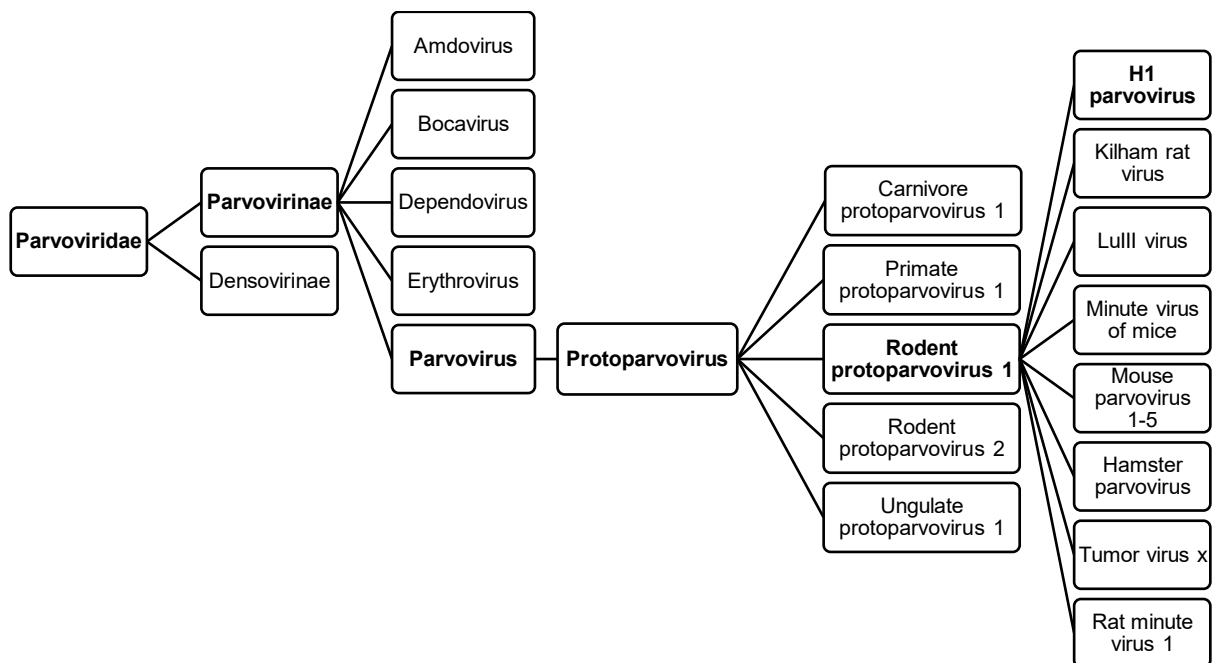 Parvoviridae
Parvovirinae
Densovirinae
Amdovirus
Bocavirus
Dependovirus
Erythrovirus
Parvovirus
Protoparvovirus
Carnivore
protoparvovirus 1
Primate
protoparvovirus 1
Rodent
protoparvovirus 1
Rodent
protoparvovirus 2
Ungulate
protoparvovirus 1
H1
parvovirus
Kilham rat
virus
LuIII virus
Minute virus
of mice
Mouse
parvovirus
1-5
Hamster
parvovirus
Tumor virus x
Rat minute
virus 1